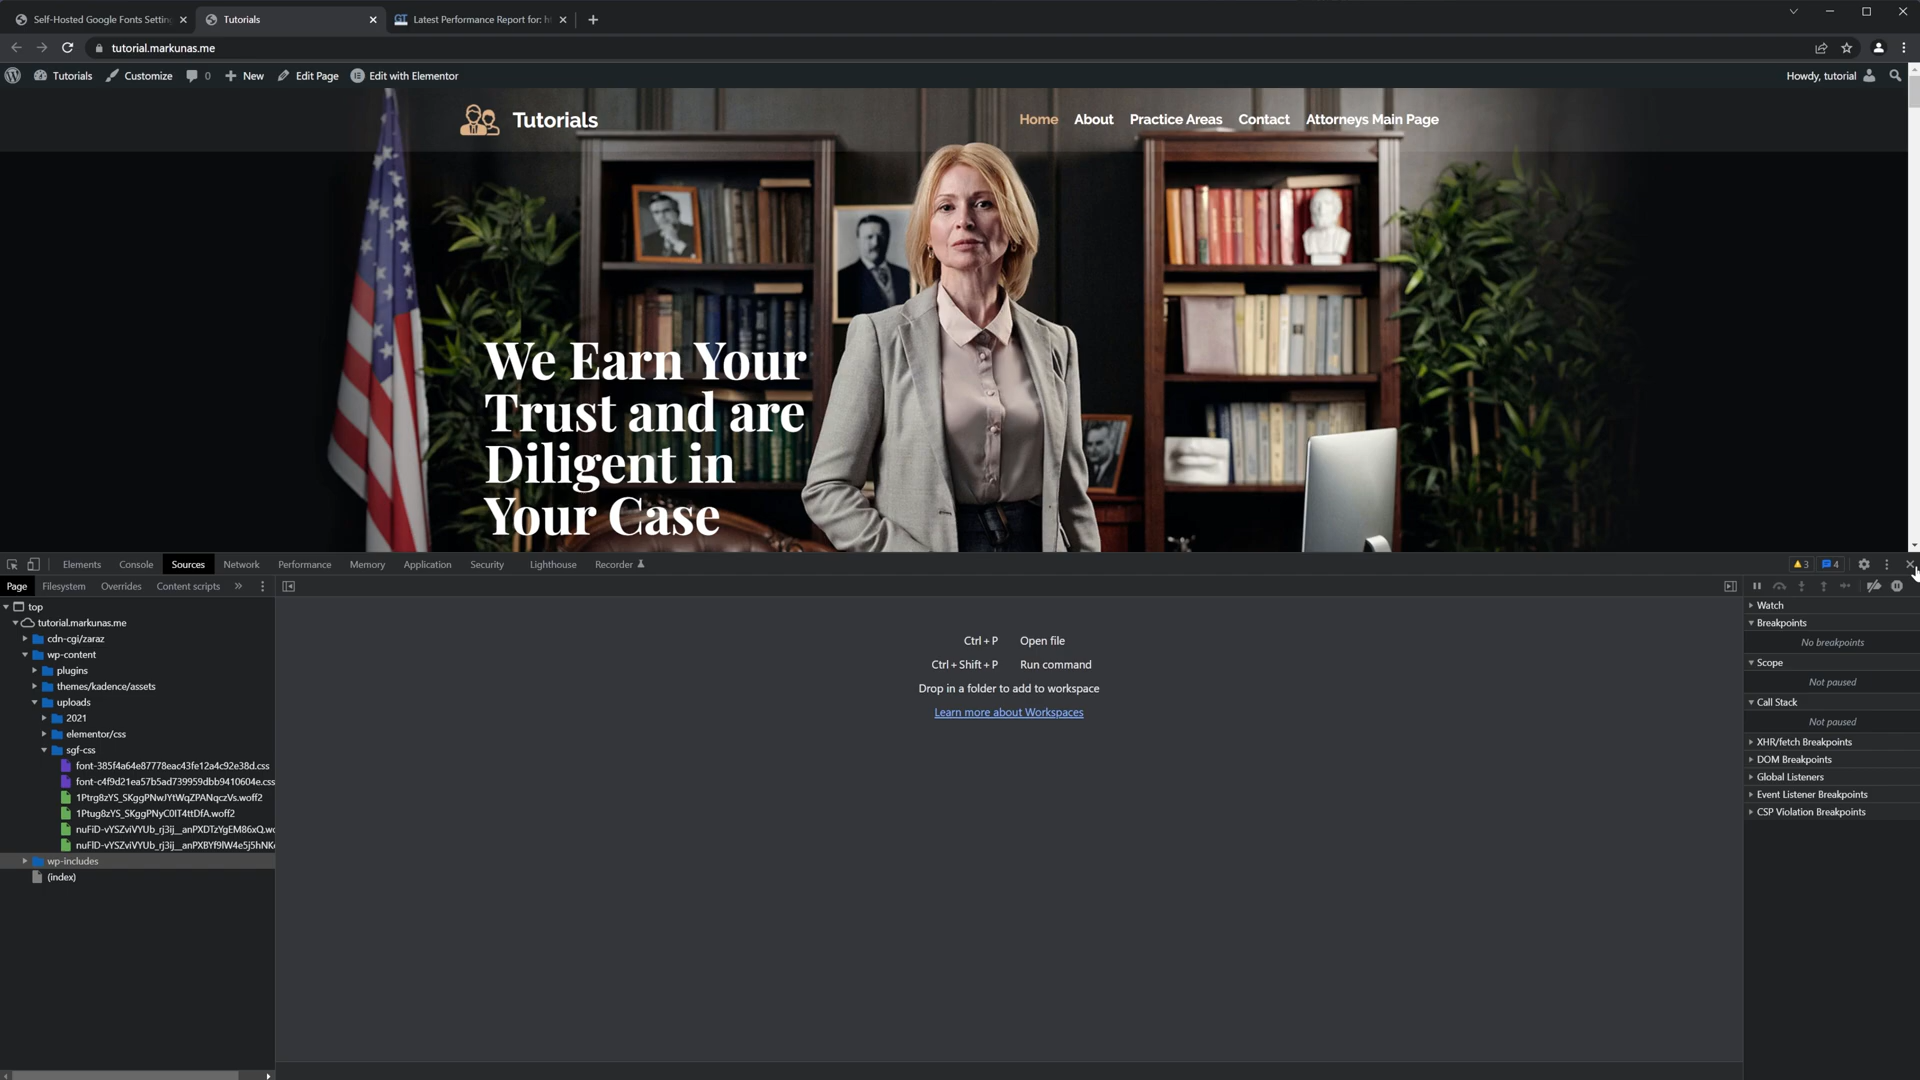 Self-Hosted Google Fonts Settin
Tutorials
Latest Performance Report for: h
tutorial.markunas.me
Tutorials
Customize
0
New
Edit Page
Edit with Elementor
Howdy, tutorial
Tutorials
Home
About
Practice Areas
Contact
Attorneys Main Page
We Earn Your
Trust and are
Diligent in
Your Case
Elements
Console
Sources
Network
Performance
Memory
Application
Security
Lighthouse
Recorder
3
4
Page
Filesystem
Overrides
Content scripts
top
tutorial.markunas.me
cdn-cgi/zaraz
wp-content
plugins
themes/kadence/assets
uploads
2021
elementor/css
sgf-css
font-385f4a64e87778eac43fe12a4c92e38d.css
font-c4f9d21ea57b5ad739959dbb9410604e.css
1Ptrg8zYS_SKggPNwJYtWqZPANqczVs.woff2
1Ptug8zYS_SKggPNyC0IT4ttDfA.woff2
nuFiD-vYSZviVYUb_rj3ij__anPXDTzYgEM86xQ.wo
nuFlD-vYSZviVYUb_rj3ij__anPXBYf9lW4e5j5hNK
wp-includes
(index)
Ctrl + P Open file
Ctrl + Shift + P Run command
Drop in a folder to add to workspace
Learn more about Workspaces
Watch
Breakpoints
No breakpoints
Scope
Not paused
Call Stack
Not paused
XHR/fetch Breakpoints
DOM Breakpoints
Global Listeners
Event Listener Breakpoints
CSP Violation Breakpoints